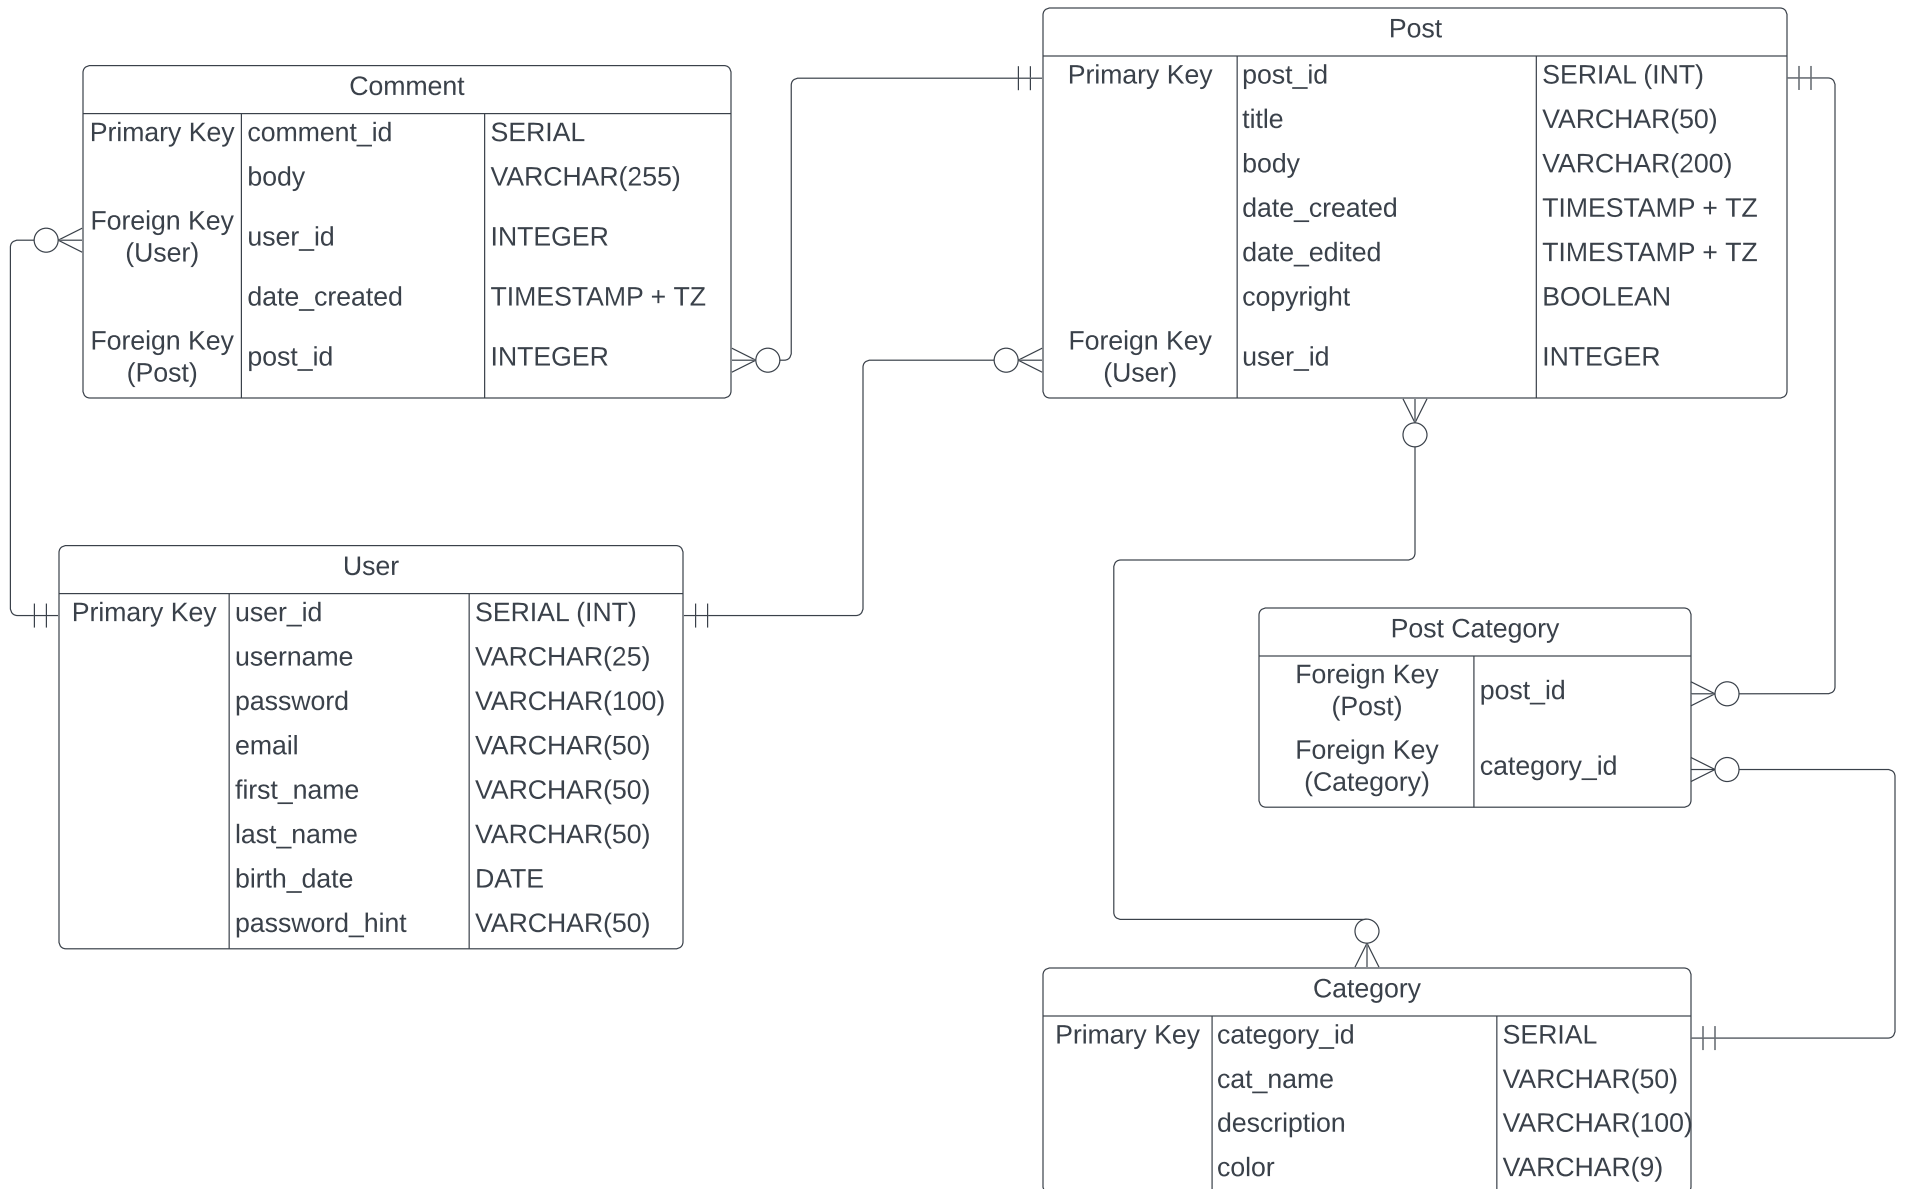 Comment
Primary Key comment_id SERIAL
body VARCHAR(255)
Foreign Key
(User) user_id INTEGER
date_created TIMESTAMP + TZ
Foreign Key
(Post) post_id INTEGER
Post
Primary Key post_id SERIAL (INT)
title VARCHAR(50)
body VARCHAR(200)
date_created TIMESTAMP + TZ
date_edited TIMESTAMP + TZ
copyright BOOLEAN
Foreign Key
(User) user_id INTEGER
User
Primary Key user_id SERIAL (INT)
username VARCHAR(25)
password VARCHAR(100)
email VARCHAR(50)
first_name VARCHAR(50)
last_name VARCHAR(50)
birth_date DATE
password_hint VARCHAR(50)
Post Category
Foreign Key
(Post) post_id
Foreign Key
(Category) category_id
Category
Primary Key category_id SERIAL
cat_name VARCHAR(50)
description VARCHAR(100)
color VARCHAR(9)